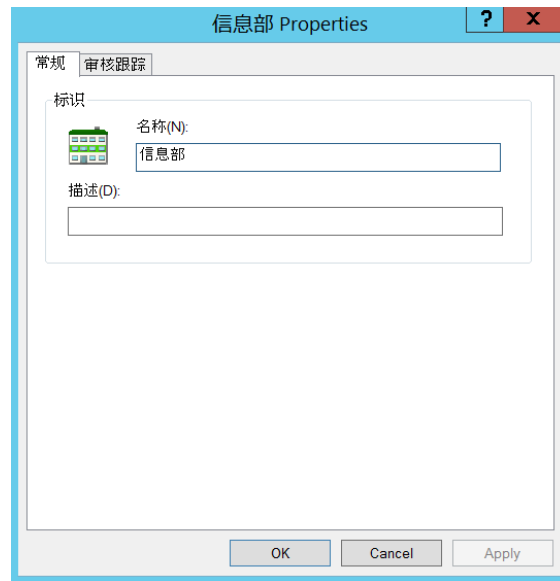 信息部 Properties
? X
常规 审核跟踪
标识
名称(N):
信息部
描述(D):
OK Cancel Apply